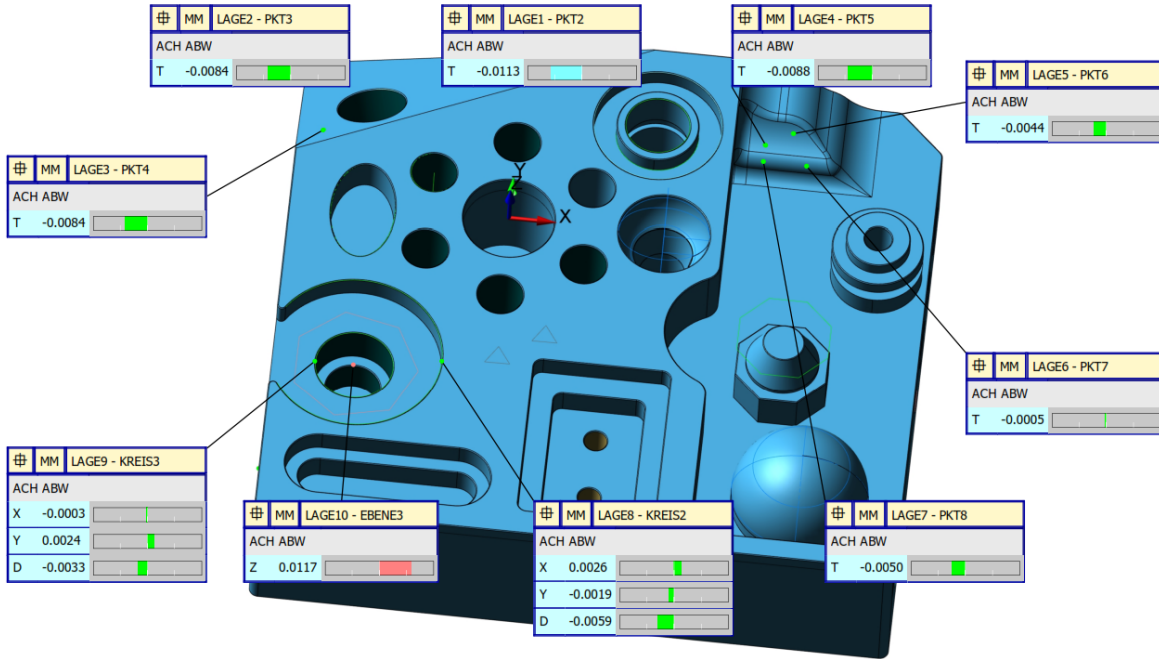 MM LAGE2 - PKT3
ACH ABW
T -0.0084
MM LAGE1 - PKT2
ACH ABW
T -0.0113
MM LAGE4 - PKT5
ACH ABW
T -0.0088
MM LAGE5 - PKT6
ACH ABW
T -0.0044
MM LAGE3 - PKT4
ACH ABW
T -0.0084
Y
Z
X
MM LAGE6 - PKT7
ACH ABW
T -0.0005
MM LAGE9 - KREIS3
ACH ABW
X -0.0003
Y 0.0024
D -0.0033
MM LAGE10 - EBENE3
ACH ABW
Z 0.0117
MM LAGE8 - KREIS2
ACH ABW
X 0.0026
Y -0.0019
D -0.0059
MM LAGE7 - PKT8
ACH ABW
T -0.0050